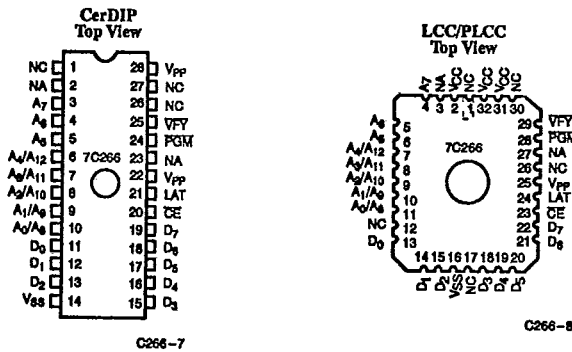 CerDIP
Top View
NC 1 28 VPP
NA 2 27 NC
A7 3 26 NC
A6 4 25 VFY
A5 5 24 PGM
A4/A12 6 7C266 23 NA
A3/A11 7 22 VPP
A2/A10 8 21 LAT
A1/A9 9 20 CE
A0/A8 10 19 D7
D0 11 18 D6
D1 12 17 D5
D2 13 16 D4
VSS 14 15 D3
C266-7
LCC/PLCC
Top View
A7 NA VCC NC VCC VCC NC
4 3 2 1 32 31 30
A6 5 29 VFY
A5 6 28 PGM
A4/A12 7 7C266 27 NA
A3/A11 8 26 NC
A2/A10 9 25 VPP
A1/A9 10 24 LAT
A0/A8 11 23 CE
NC 12 22 D7
D0 13 21 D6
14 15 16 17 18 19 20
D1 D2 VSS NC D3 D4 D5
C266-8